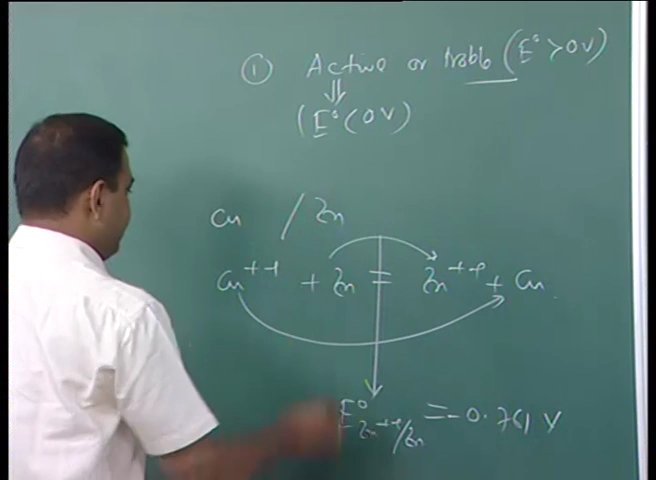 ① Active or Noble (E° > 0V)
⇓
(E° < 0V)
Cu / Zn
Cu⁺⁺ + Zn = Zn⁺⁺ + Cu
E°Zn⁺⁺/Zn = -0.761 V